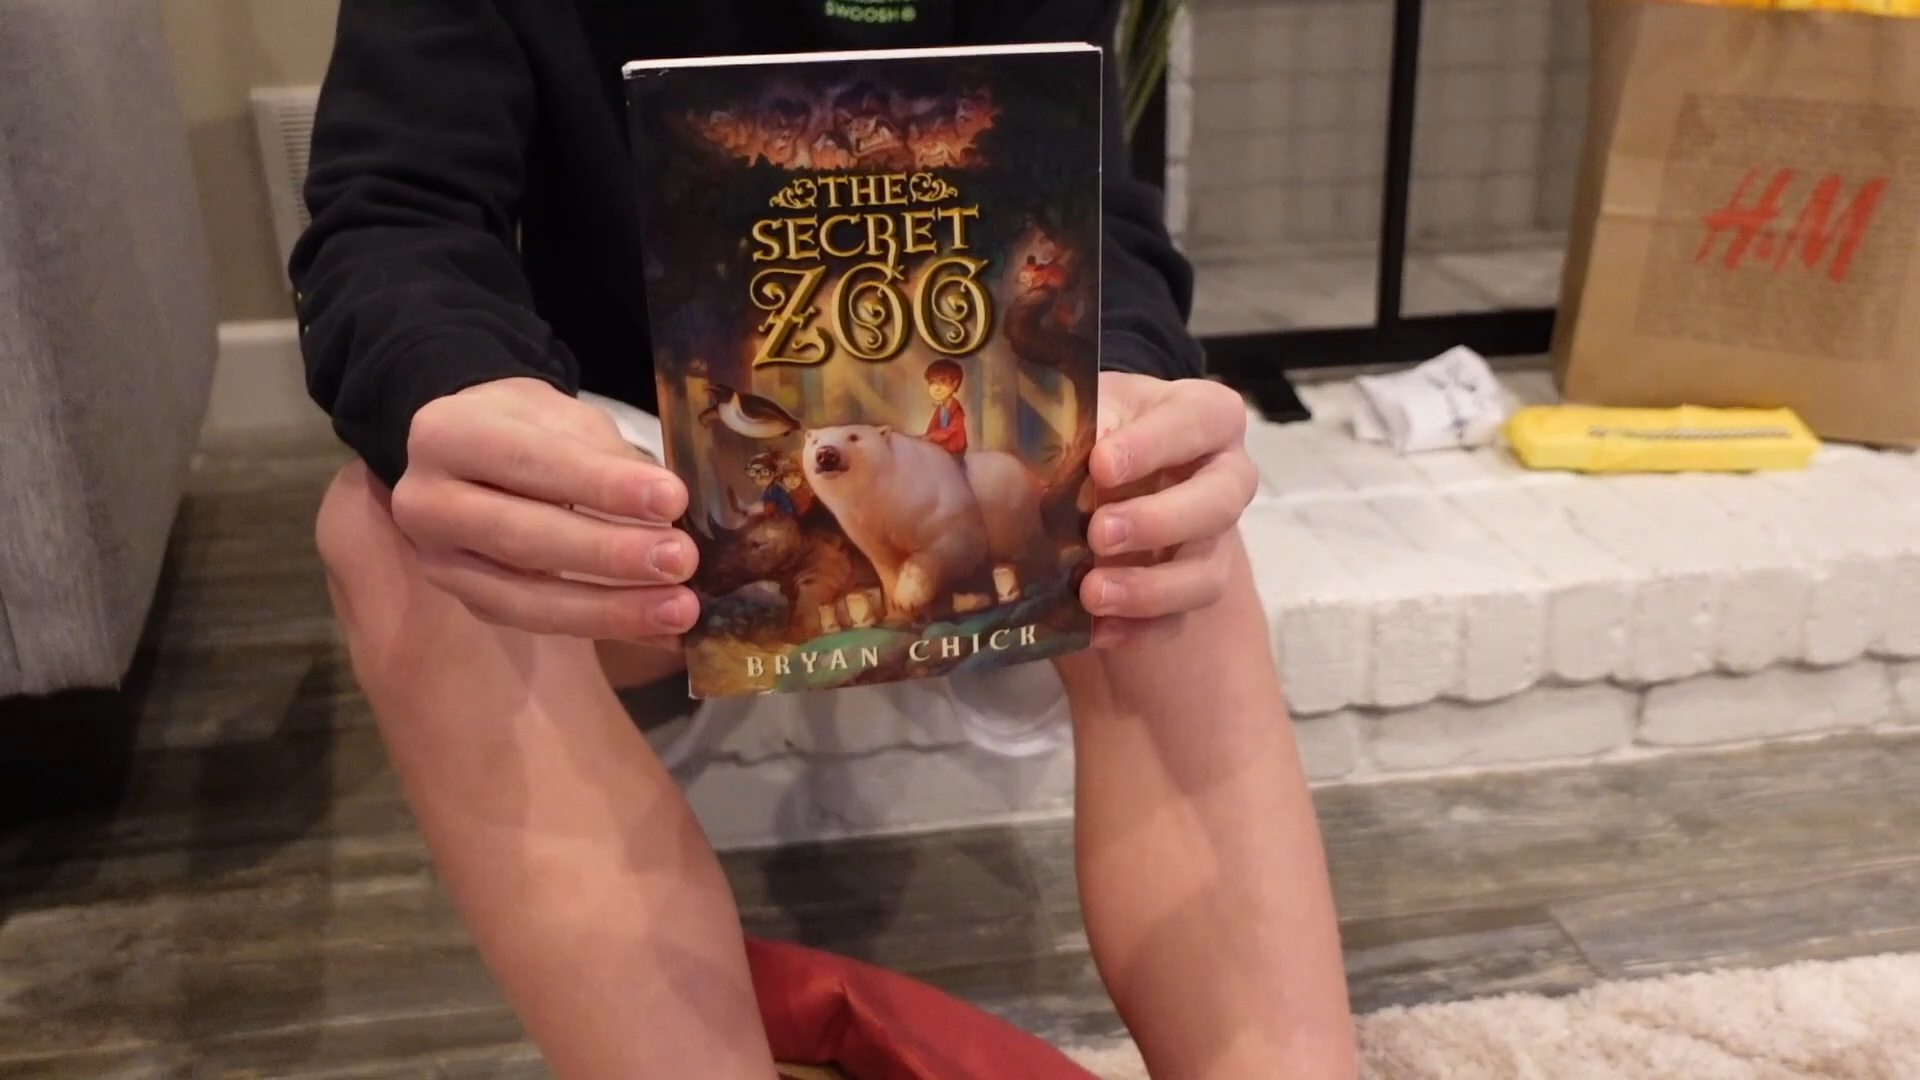 SWOOSH
THE
SECRET
ZOO
BRYAN CHICK
H&M